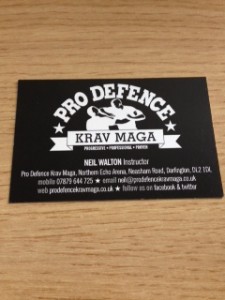 PRO DEFENCE
KRAV MAGA
PROGRESSIVE • PROFESSIONAL • PROVEN
NEIL WALTON Instructor
Pro Defence Krav Maga, Northern Echo Arena, Neasham Road, Darlington, DL2 1DL
mobile 07879 644 725 ★ email neil@prodefencekravmaga.co.uk
web prodefencekravmaga.co.uk ★ follow us on facebook & twitter